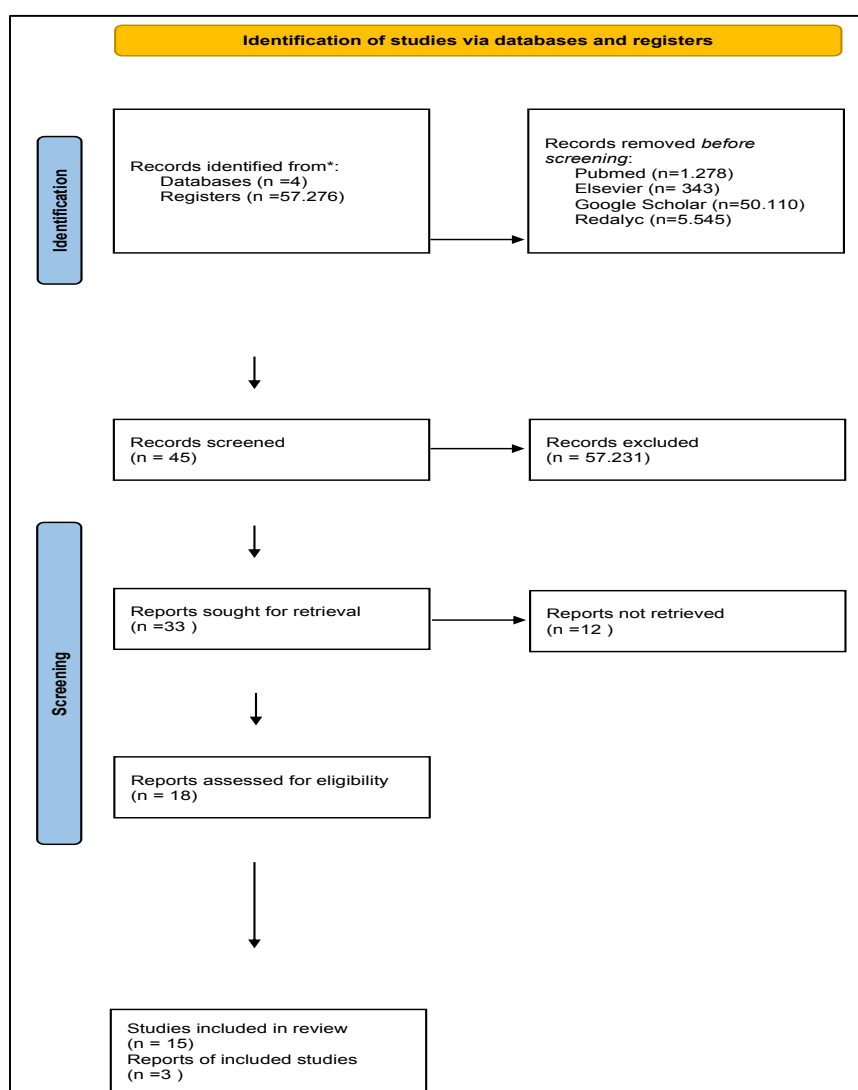 Identification of studies via databases and registers
Identification
Records identified from*:
Databases (n =4)
Registers (n =57.276)
Records removed before
screening:
Pubmed (n=1.278)
Elsevier (n= 343)
Google Scholar (n=50.110)
Redalyc (n=5.545)
Records screened
(n = 45)
Records excluded
(n = 57.231)
Screening
Reports sought for retrieval
(n =33 )
Reports not retrieved
(n =12 )
Reports assessed for eligibility
(n = 18)
Studies included in review
(n = 15)
Reports of included studies
(n =3 )